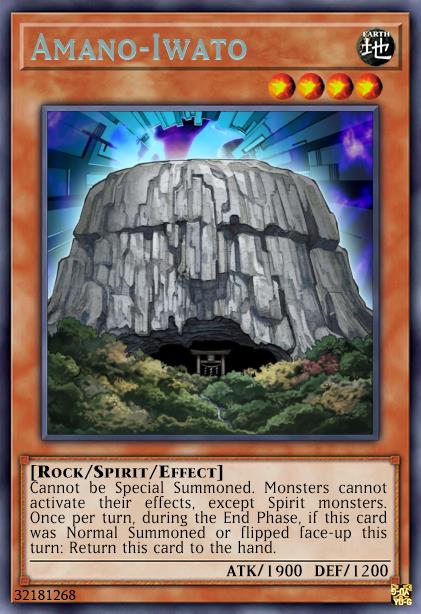 Amano-Iwato
EARTH
地
[Rock/Spirit/Effect]
Cannot be Special Summoned. Monsters cannot
activate their effects, except Spirit monsters.
Once per turn, during the End Phase, if this card
was Normal Summoned or flipped face-up this
turn: Return this card to the hand.
ATK/1900 DEF/1200
32181268